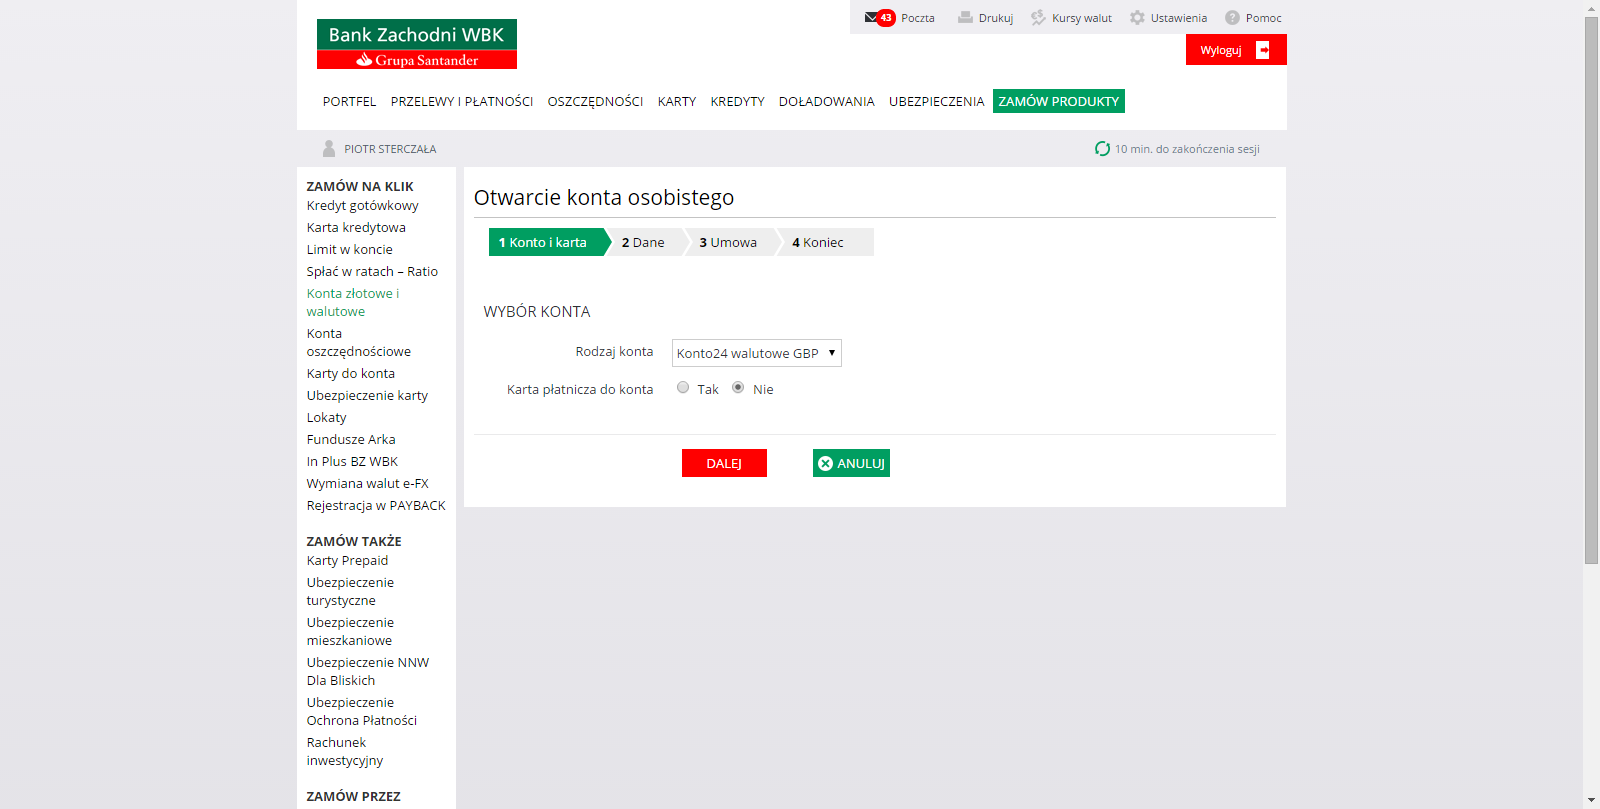 43 Poczta Drukuj Kursy walut Ustawienia Pomoc
Bank Zachodni WBK
Grupa Santander
Wyloguj
PORTFEL PRZELEWY I PŁATNOŚCI OSZCZĘDNOŚCI KARTY KREDYTY DOŁADOWANIA UBEZPIECZENIA ZAMÓW PRODUKTY
PIOTR STERCZAŁA
10 min. do zakończenia sesji
ZAMÓW NA KLIK
Kredyt gotówkowy
Karta kredytowa
Limit w koncie
Spłać w ratach – Ratio
Konta złotowe i
walutowe
Konta
oszczędnościowe
Karty do konta
Ubezpieczenie karty
Lokaty
Fundusze Arka
In Plus BZ WBK
Wymiana walut e-FX
Rejestracja w PAYBACK
ZAMÓW TAKŻE
Karty Prepaid
Ubezpieczenie
turystyczne
Ubezpieczenie
mieszkaniowe
Ubezpieczenie NNW
Dla Bliskich
Ubezpieczenie
Ochrona Płatności
Rachunek
inwestycyjny
ZAMÓW PRZEZ
Otwarcie konta osobistego
1 Konto i karta 2 Dane 3 Umowa 4 Koniec
WYBÓR KONTA
Rodzaj konta Konto24 walutowe GBP
Karta płatnicza do konta Tak Nie
DALEJ ANULUJ